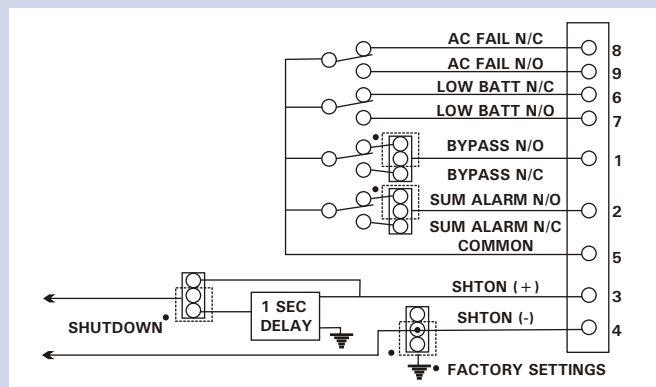 AC FAIL N/C
8
AC FAIL N/O
9
LOW BATT N/C
6
LOW BATT N/O
7
BYPASS N/O
1
BYPASS N/C
SUM ALARM N/O
2
SUM ALARM N/C
COMMON
5
SHTON (+)
3
1 SEC
DELAY
SHUTDOWN•
SHTON (-)
4
• FACTORY SETTINGS